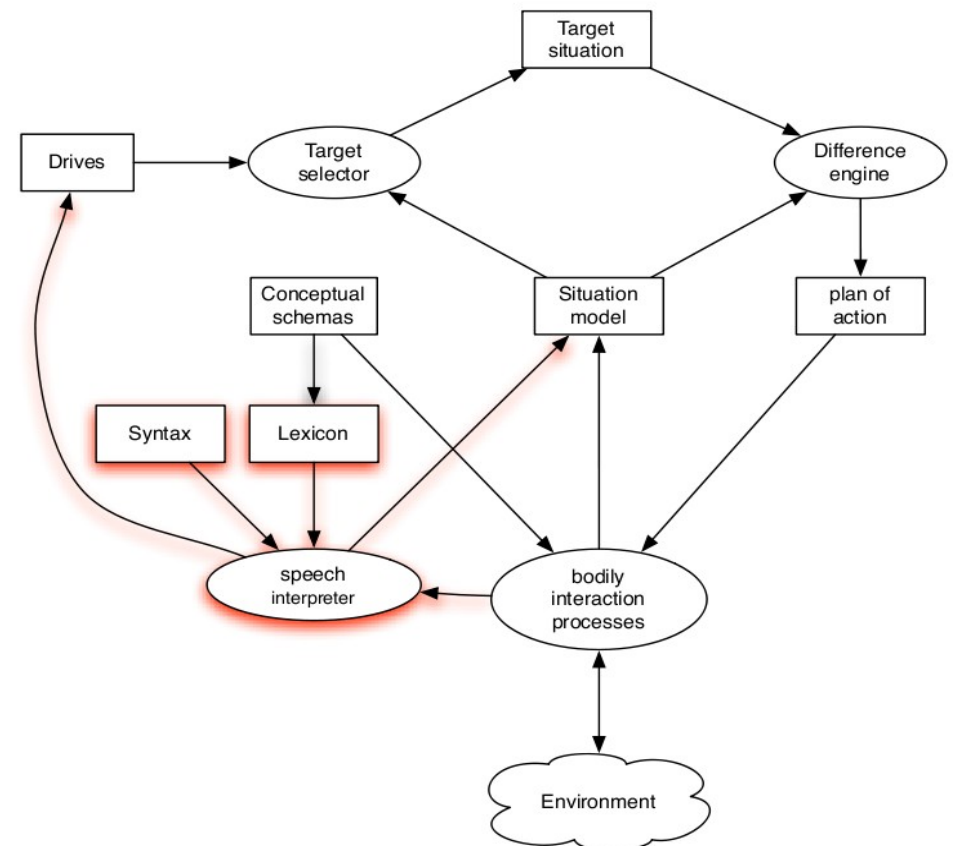 Target
situation
Drives
Target
selector
Difference
engine
Conceptual
schemas
Situation
model
plan of
action
Syntax
Lexicon
speech
interpreter
bodily
interaction
processes
Environment